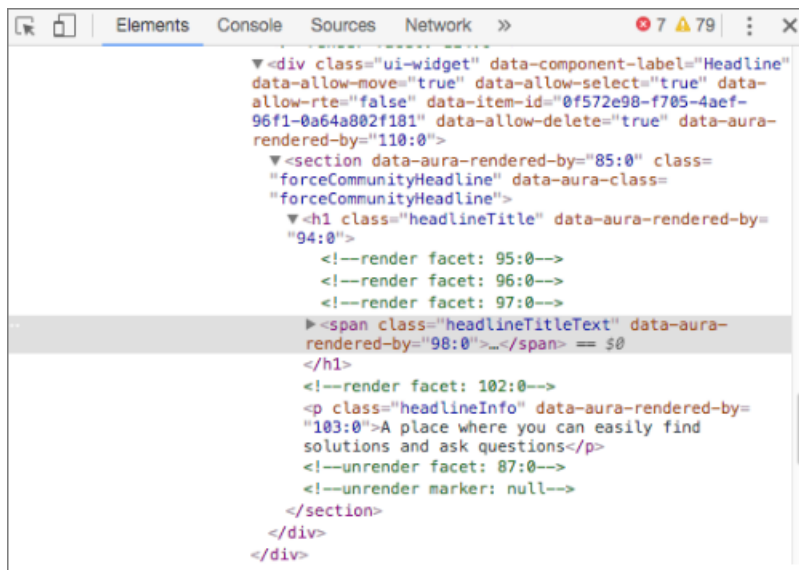 Elements Console Sources Network » 7 79
▼<div class="ui-widget" data-component-label="Headline"
data-allow-move="true" data-allow-select="true" data-
allow-rte="false" data-item-id="0f572e98-f705-4aef-
96f1-0a64a802f181" data-allow-delete="true" data-aura-
rendered-by="110:0">
▼<section data-aura-rendered-by="85:0" class=
"forceCommunityHeadline" data-aura-class=
"forceCommunityHeadline">
▼<h1 class="headlineTitle" data-aura-rendered-by=
"94:0">
<!--render facet: 95:0-->
<!--render facet: 96:0-->
<!--render facet: 97:0-->
▶<span class="headlineTitleText" data-aura-
rendered-by="98:0">…</span> == $0
</h1>
<!--render facet: 102:0-->
<p class="headlineInfo" data-aura-rendered-by=
"103:0">A place where you can easily find
solutions and ask questions</p>
<!--unrender facet: 87:0-->
<!--unrender marker: null-->
</section>
</div>
</div>